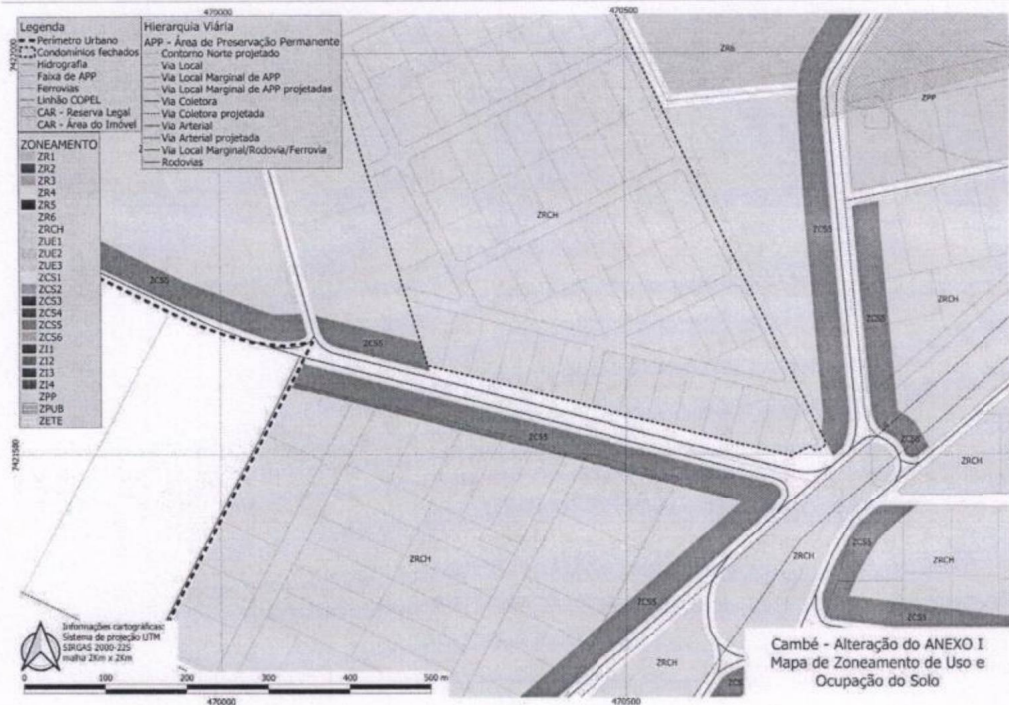 470000
470500
2422000
2421500
Legenda
Perímetro Urbano
Condomínios fechados
Hidrografia
Faixa de APP
Ferrovias
Linhão COPEL
CAR - Reserva Legal
CAR - Área do Imóvel
ZONEAMENTO
ZR1
ZR2
ZR3
ZR4
ZR5
ZR6
ZRCH
ZUE1
ZUE2
ZUE3
ZCS1
ZCS2
ZCS3
ZCS4
ZCS5
ZCS6
ZI1
ZI2
ZI3
ZI4
ZPP
ZPUB
ZETE
Hierarquia Viária
APP - Área de Preservação Permanente
Contorno Norte projetado
Via Local
Via Local Marginal de APP
Via Local Marginal de APP projetadas
Via Coletora
Via Coletora projetada
Via Arterial
Via Arterial projetada
Via Local Marginal/Rodovia/Ferrovia
Rodovias
ZR6
ZPP
ZRCH
ZCS5
ZRCH
ZCS5
ZCS5
ZCS5
ZCS5
ZCS5
ZRCH
ZRCH
ZRCH
ZCS5
ZRCH
ZCS5
ZCS5
ZRCH
Informações cartográficas:
Sistema de projeção UTM
SIRGAS 2000-22S
malha 2Km x 2Km
0 100 200 300 400 500 m
470000
470500
Cambé - Alteração do ANEXO I
Mapa de Zoneamento de Uso e
Ocupação do Solo